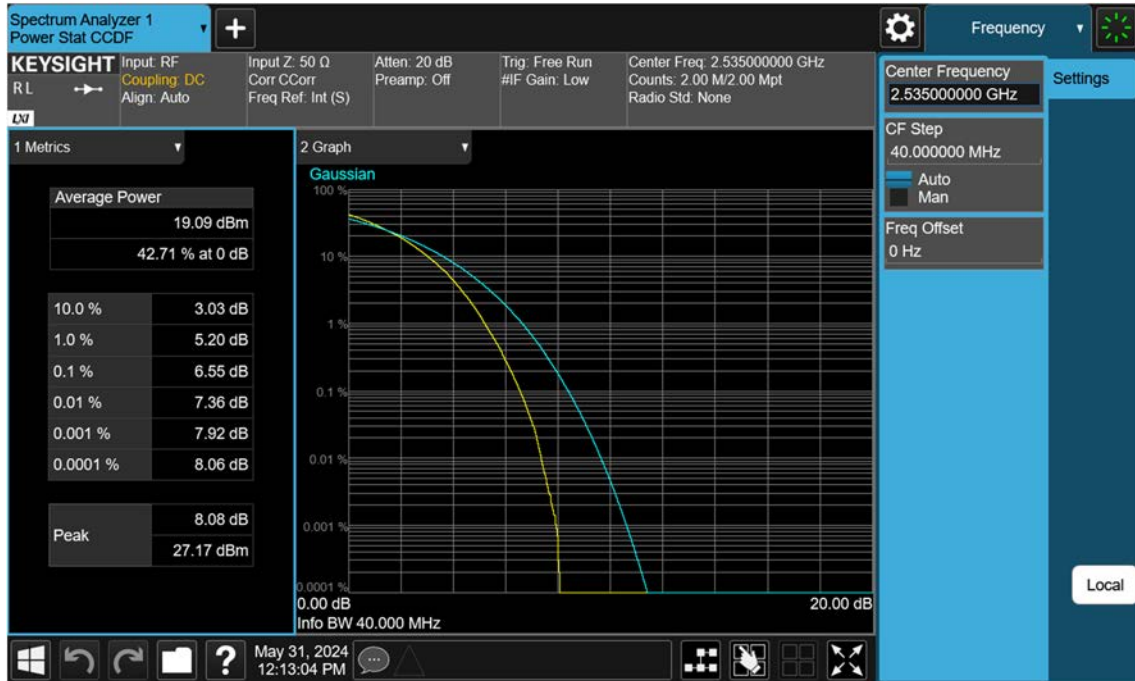 Spectrum Analyzer 1
Power Stat CCDF
Frequency
KEYSIGHT
R L
LXI
Input: RF
Coupling: DC
Align: Auto
Input Z: 50 Ω
Corr CCorr
Freq Ref: Int (S)
Atten: 20 dB
Preamp: Off
Trig: Free Run
#IF Gain: Low
Center Freq: 2.535000000 GHz
Counts: 2.00 M/2.00 Mpt
Radio Std: None
Center Frequency
2.535000000 GHz
Settings
CF Step
40.000000 MHz
Auto
Man
Freq Offset
0 Hz
1 Metrics
Average Power
19.09 dBm
42.71 % at 0 dB
10.0 % 3.03 dB
1.0 % 5.20 dB
0.1 % 6.55 dB
0.01 % 7.36 dB
0.001 % 7.92 dB
0.0001 % 8.06 dB
Peak
8.08 dB
27.17 dBm
2 Graph
Gaussian
100 %
10 %
1 %
0.1 %
0.01 %
0.001 %
0.0001 %
0.00 dB 20.00 dB
Info BW 40.000 MHz
Local
?
May 31, 2024
12:13:04 PM